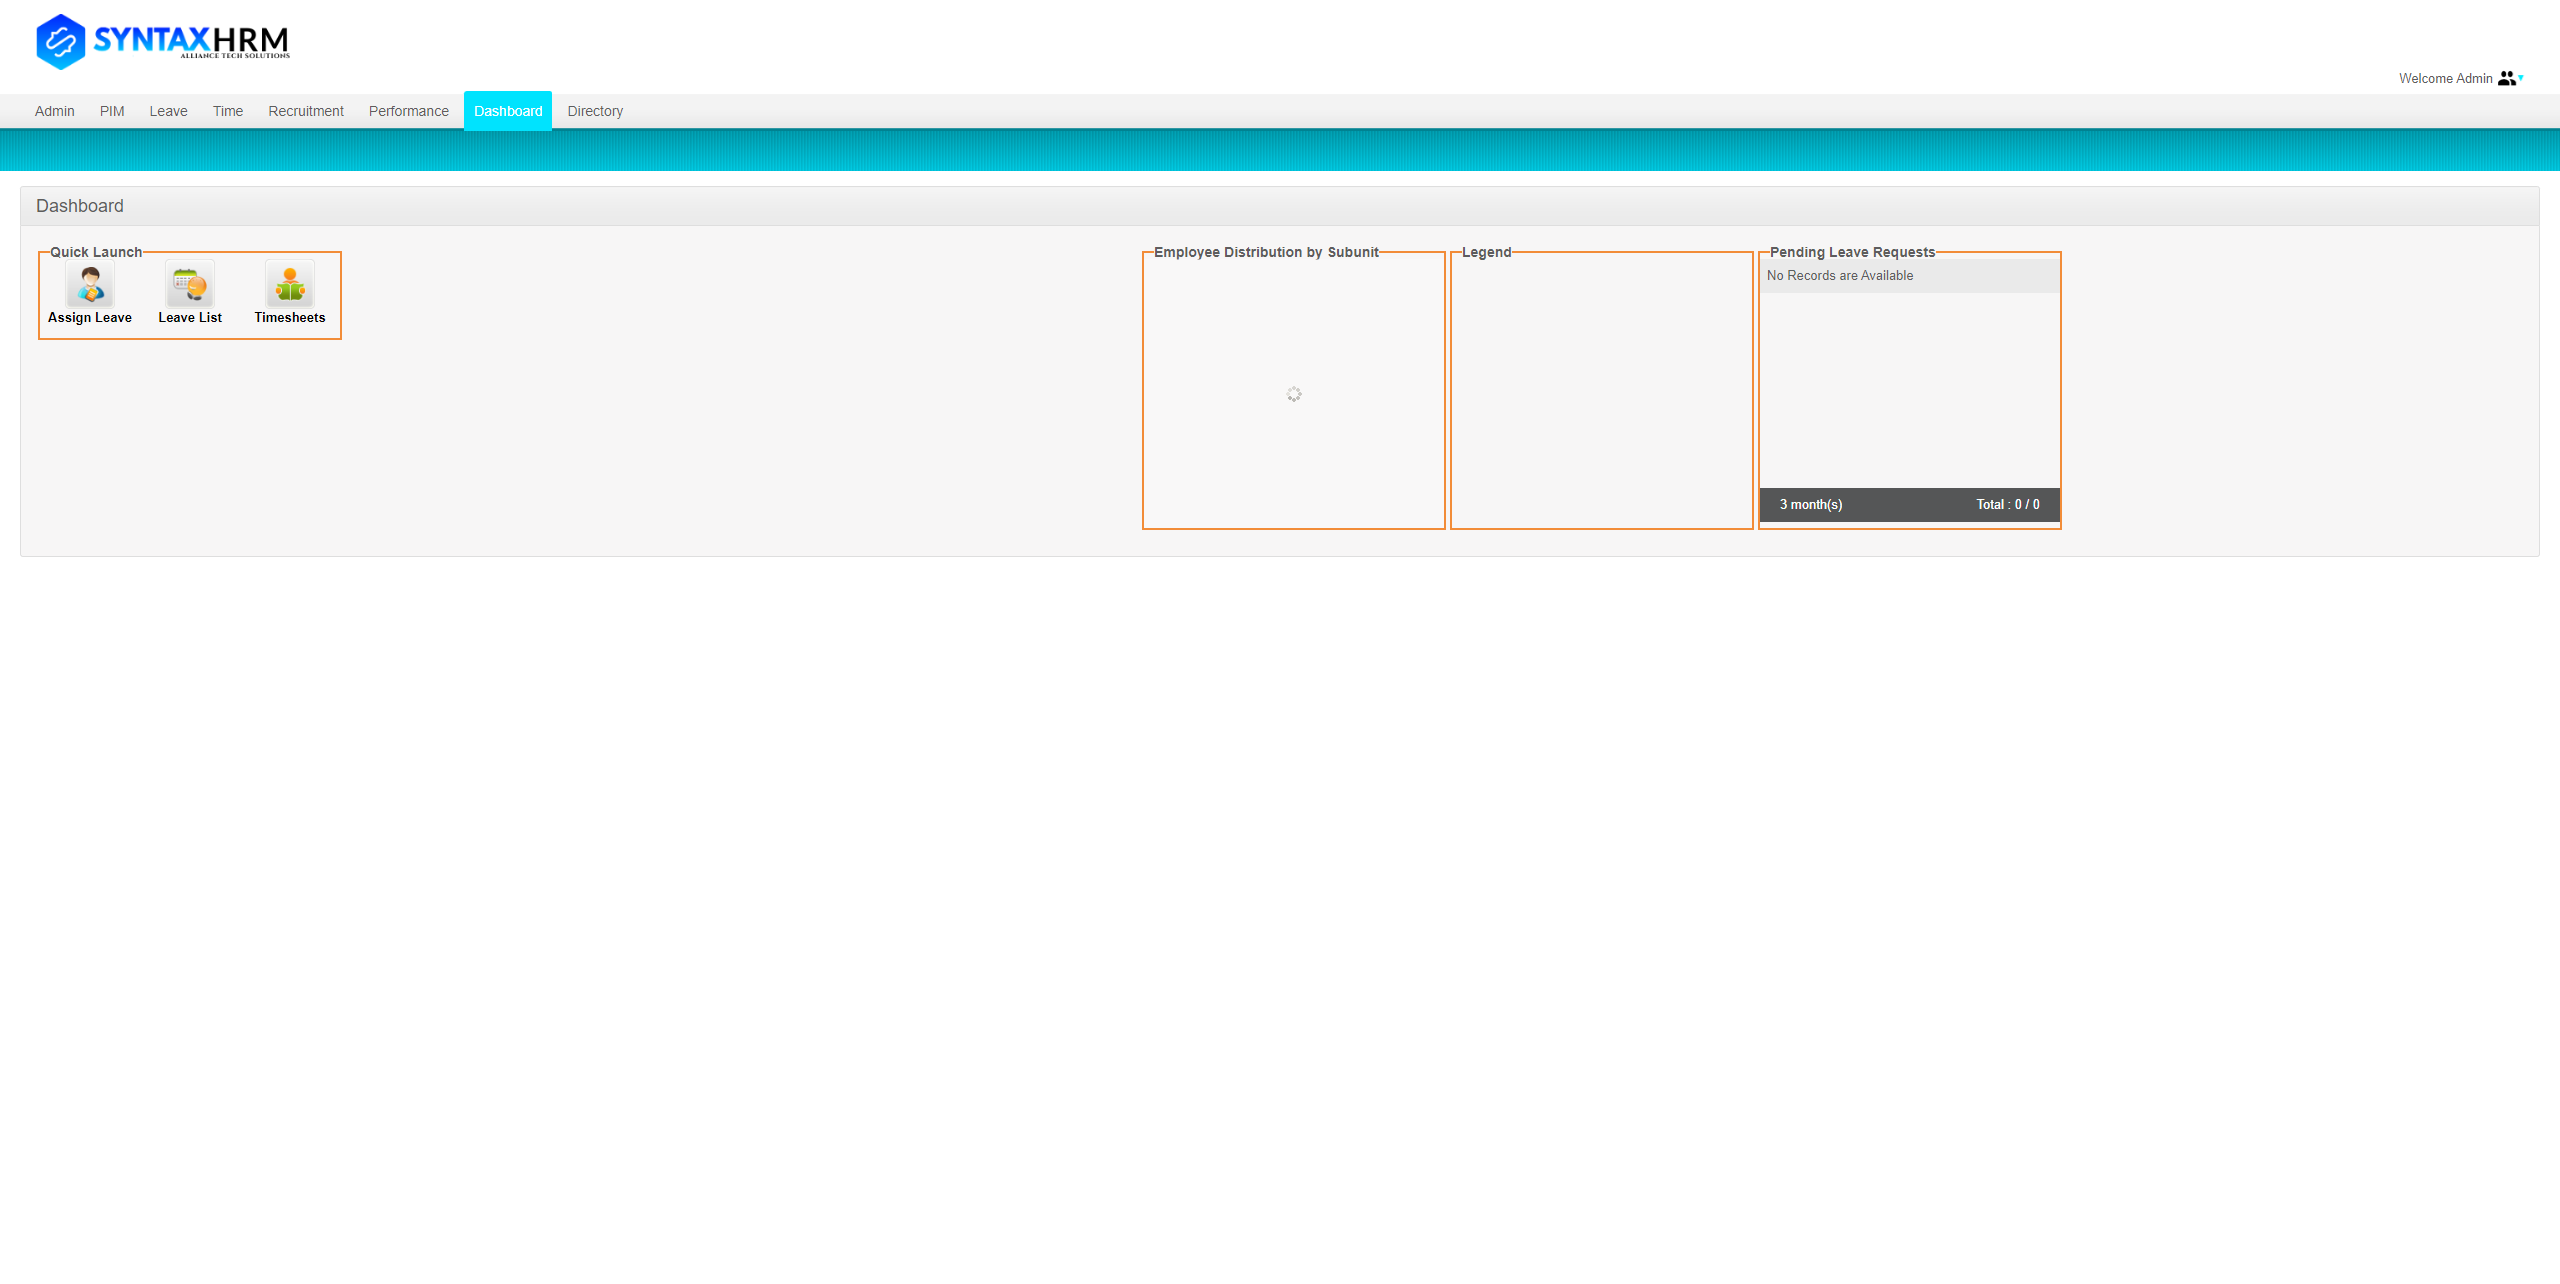 SYNTAXHRM
ALLIANCE TECH SOLUTIONS
Welcome Admin
Admin PIM Leave Time Recruitment Performance Dashboard Directory
Dashboard
Quick Launch
Assign Leave Leave List Timesheets
Employee Distribution by Subunit
Legend
Pending Leave Requests
No Records are Available
3 month(s) Total : 0 / 0